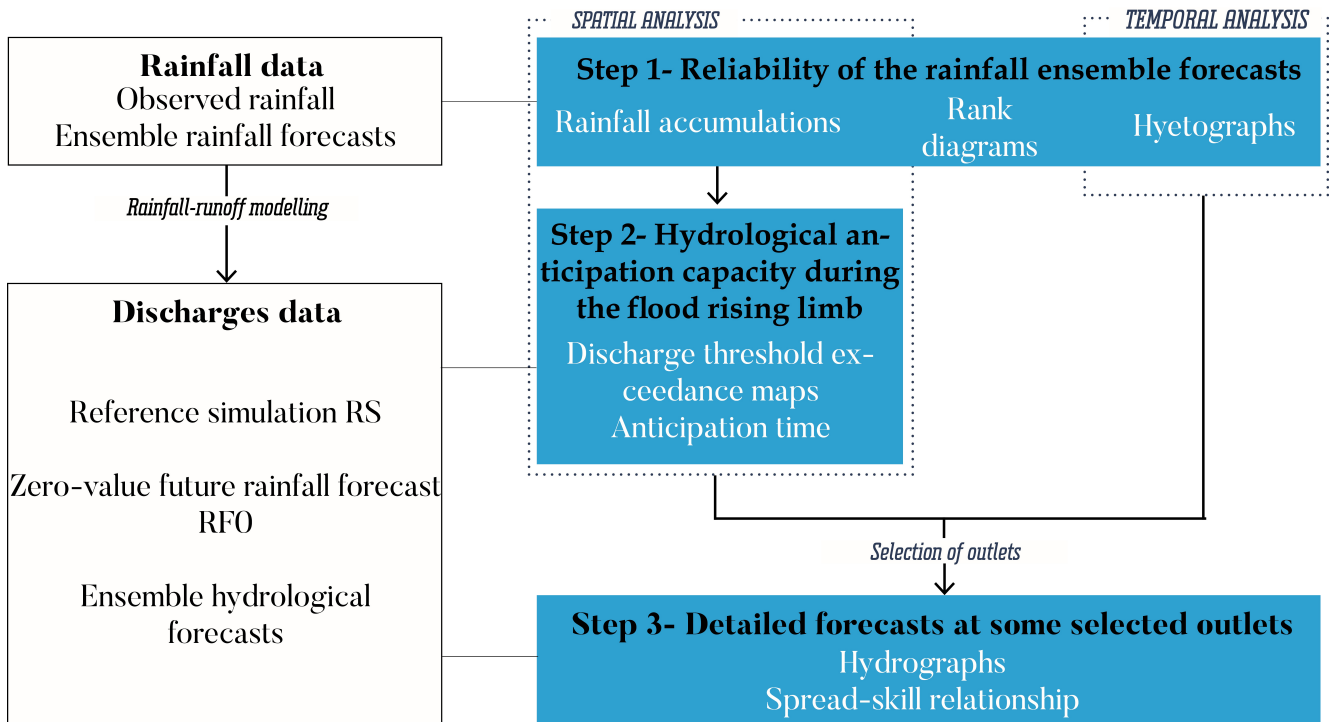 SPATIAL ANALYSIS
TEMPORAL ANALYSIS
Rainfall data
Observed rainfall
Ensemble rainfall forecasts
Step 1- Reliability of the rainfall ensemble forecasts
Rainfall accumulations
Rank
diagrams
Hyetographs
Rainfall-runoff modelling
Step 2- Hydrological an-
ticipation capacity during
the flood rising limb
Discharge threshold ex-
ceedance maps
Anticipation time
Discharges data
Reference simulation RS
Zero-value future rainfall forecast
RF0
Ensemble hydrological
forecasts
Selection of outlets
Step 3- Detailed forecasts at some selected outlets
Hydrographs
Spread-skill relationship